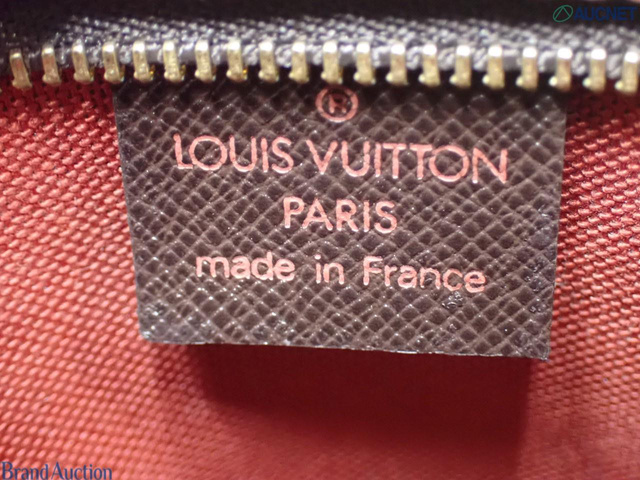 AUCNET
®
LOUIS VUITTON
PARIS
made in France
Brand Auction